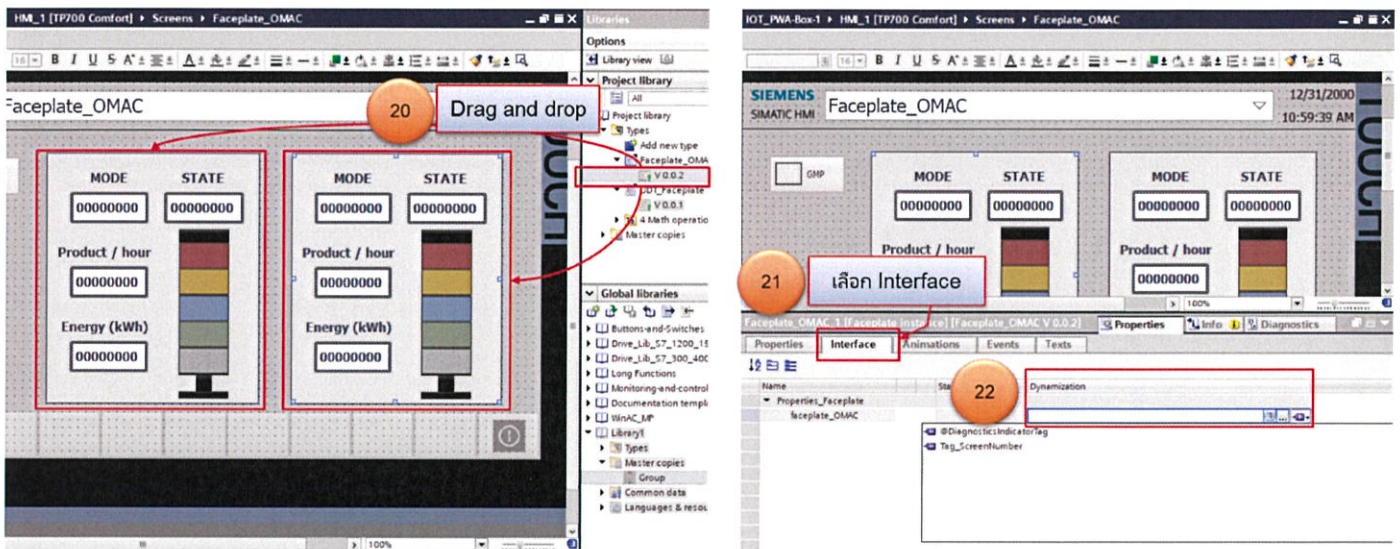 HMI_1 [TP700 Comfort] ▸ Screens ▸ Faceplate_OMAC
Libraries
Options
Library view
16 B I U S A
Project library
All
Faceplate_OMAC
20
Drag and drop
Project library
Types
Add new type
Faceplate_OMA
V 0.0.2
UDT_Faceplate
V 0.0.1
4 Math operatio
Master copies
MODE STATE
00000000 00000000
Product / hour
00000000
Energy (kWh)
00000000
MODE STATE
00000000 00000000
Product / hour
00000000
Energy (kWh)
00000000
Global libraries
Buttons-and-Switches
Drive_Lib_S7_1200_15
Drive_Lib_S7_300_400
Long Functions
Monitoring-and-control
Documentation templ
WinAC_MP
Library1
Types
Master copies
Group
Common data
Languages & resou
100%
IOT_PWA-Box-1 ▸ HMI_1 [TP700 Comfort] ▸ Screens ▸ Faceplate_OMAC
16 B I U S A
SIEMENS
SIMATIC HMI
Faceplate_OMAC
12/31/2000
10:59:39 AM
GMP
MODE STATE
00000000 00000000
Product / hour
MODE STATE
00000000 00000000
Product / hour
00000000
21
เลือก Interface
100%
Faceplate_OMAC_1 [Faceplate instance] [Faceplate_OMAC V 0.0.2]
Properties Info Diagnostics
Properties Interface Animations Events Texts
Name
22
Dynamization
Properties_Faceplate
faceplate_OMAC
@DiagnosticsIndicatorTag
Tag_ScreenNumber